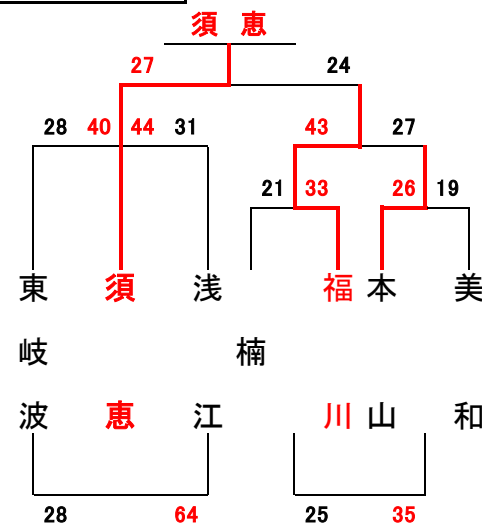 須 恵
27 24
28 40 44 31 43 27
21 33 26 19
東 須 浅 福 本 美
岐 楠
波 恵 江 川 山 和
28 64 25 35